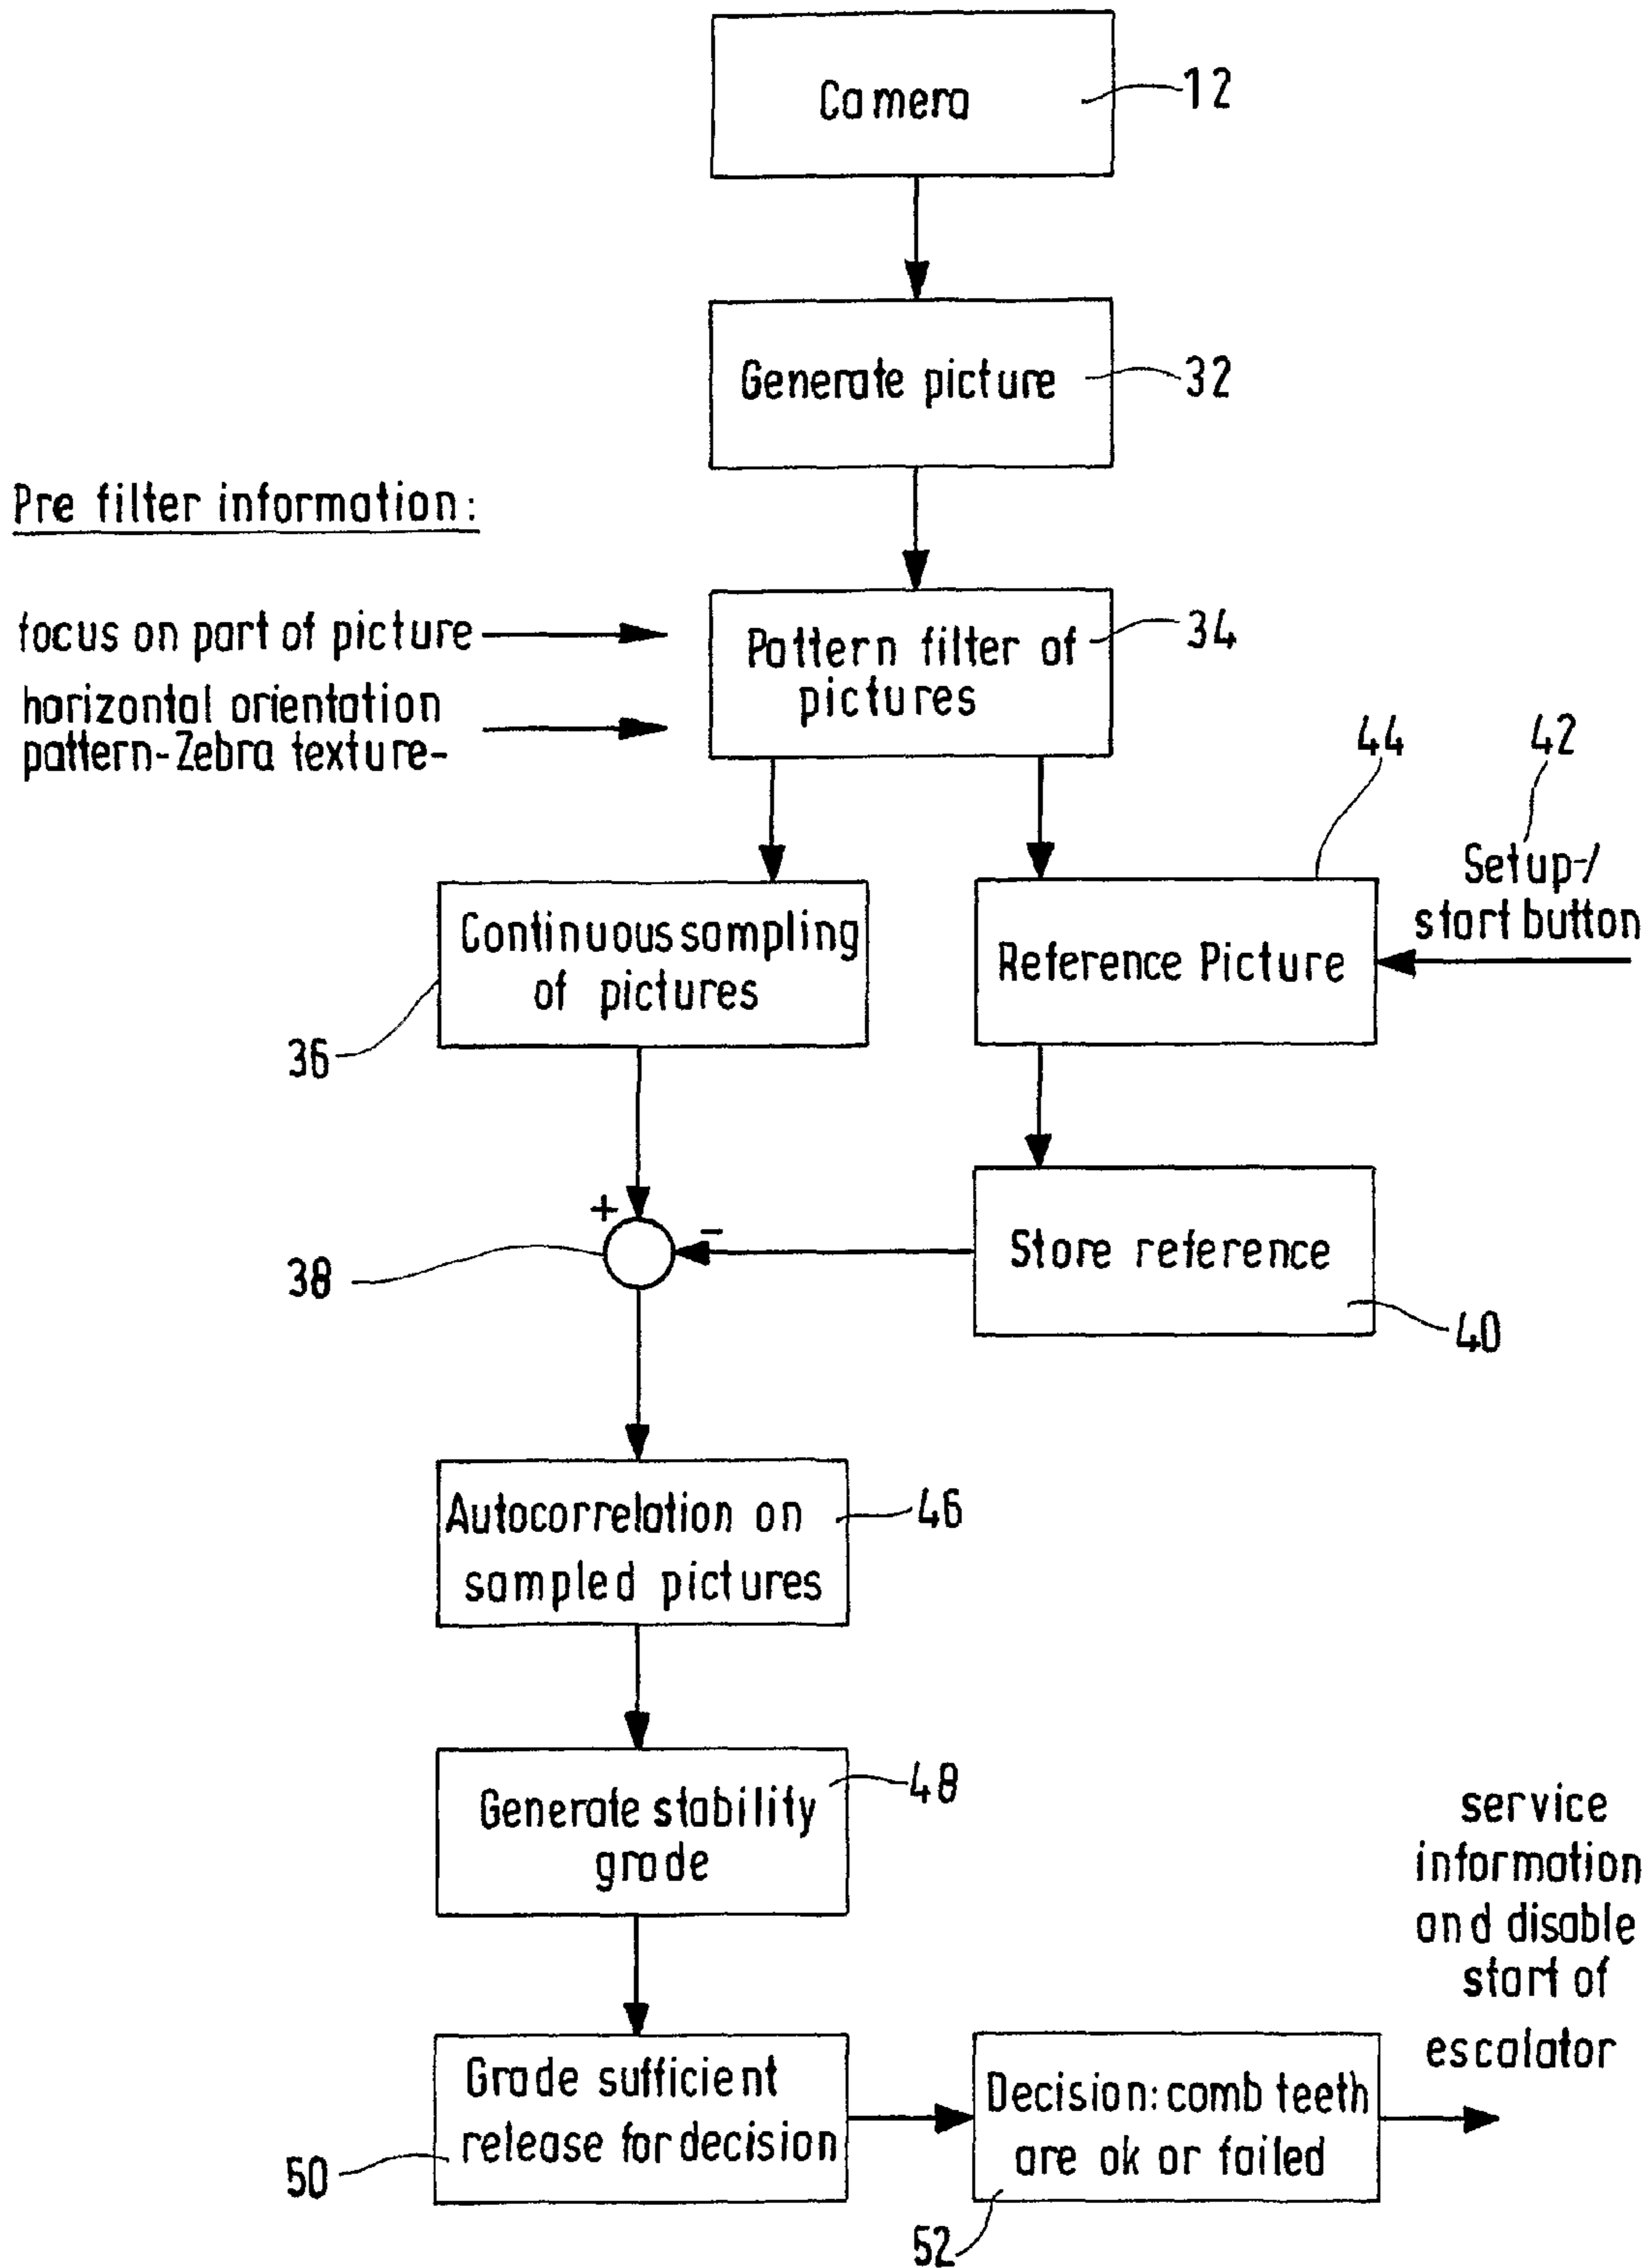 Camera
12
Generate picture
32
Pre filter information:
focus on part of picture
horizontal orientation
pattern-Zebra texture-
Pattern filter of
pictures
34
44
42
Setup-/
start button
Continuous sampling
of pictures
36
Reference Picture
+
-
38
Store reference
40
Autocorrelation on
sampled pictures
46
Generate stability
grade
48
service
information
and disable
start of
escalator
Grade sufficient
release for decision
50
Decision: comb teeth
are ok or failed
52